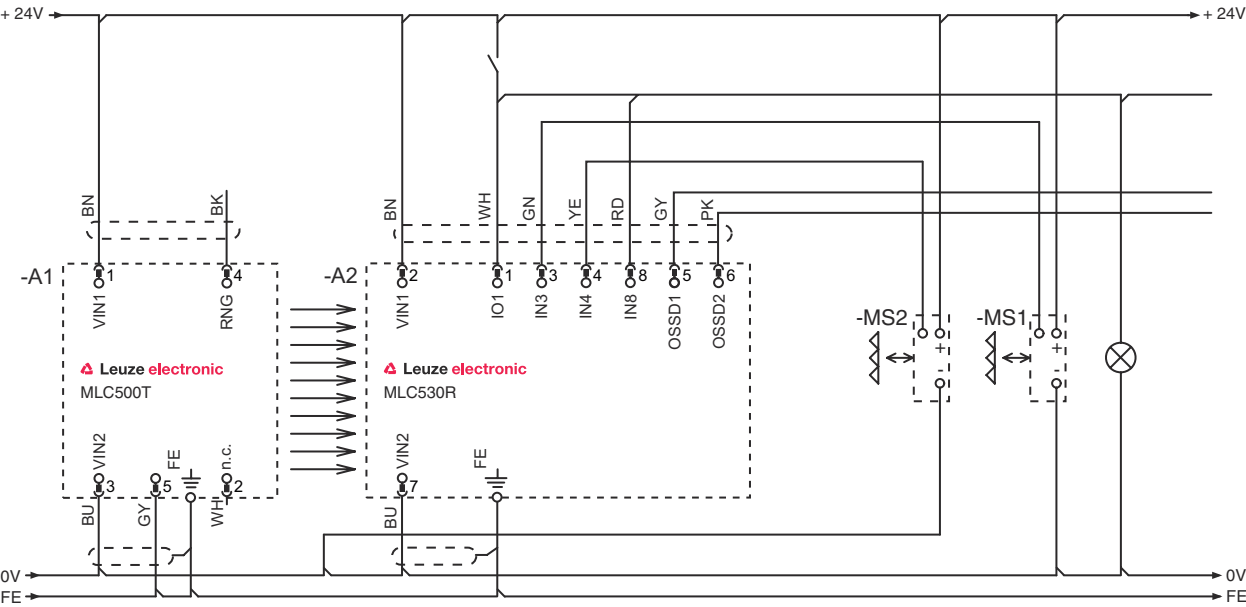 + 24V
+ 24V
BN
BK
BN
WH
GN
YE
RD
GY
PK
-A1
1
4
-A2
2
1
3
4
8
5
6
VIN1
RNG
VIN1
IO1
IN3
IN4
IN8
OSSD1
OSSD2
-MS2
-MS1
+
+
-
-
Leuze electronic
MLC500T
Leuze electronic
MLC530R
VIN2
FE
n.c.
VIN2
FE
3
5
2
7
BU
GY
WH
BU
0V
0V
FE
FE